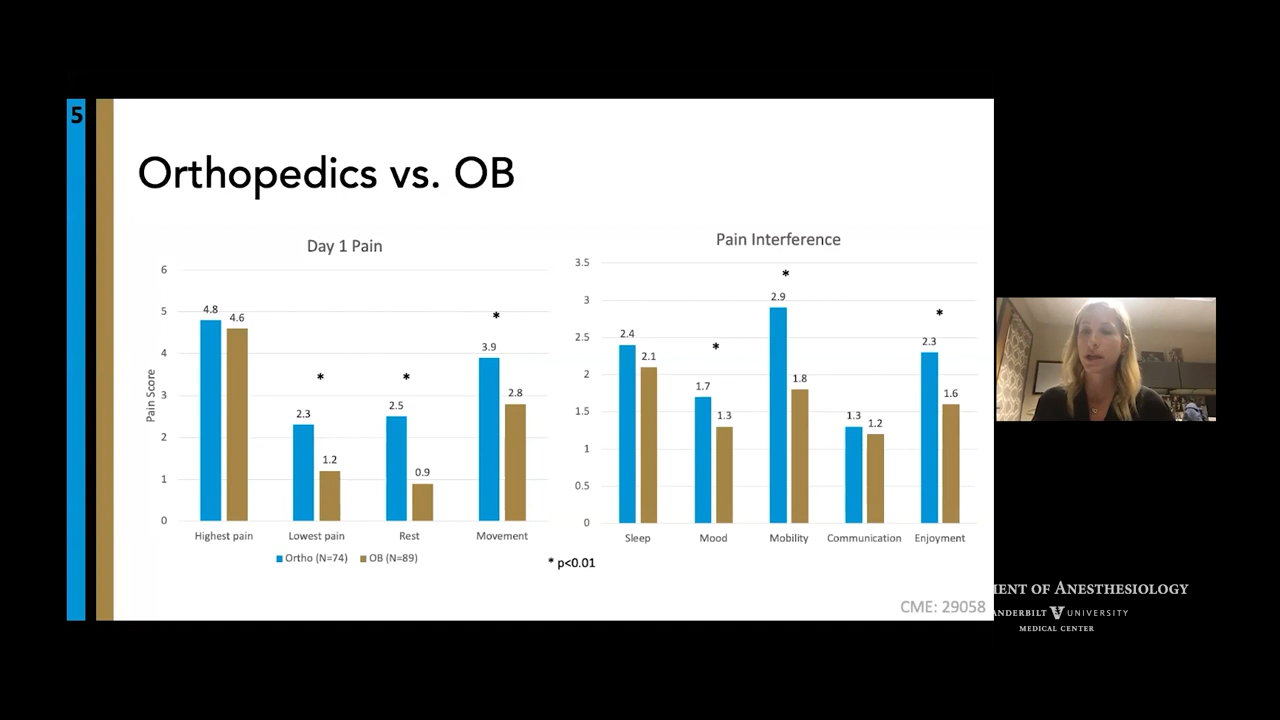 5
Orthopedics vs. OB
Day 1 Pain
Pain Score
6
5
4
3
2
1
0
4.8
4.6
*
2.3
1.2
*
2.5
0.9
*
3.9
2.8
Highest pain
Lowest pain
Rest
Movement
Ortho (N=74)
OB (N=89)
Pain Interference
3.5
3
2.5
2
1.5
1
0.5
0
2.4
2.1
*
1.7
1.3
*
2.9
1.8
1.3
1.2
*
2.3
1.6
Sleep
Mood
Mobility
Communication
Enjoyment
* p<0.01
CME: 29058
MENT OF ANESTHESIOLOGY
ANDERBILT V UNIVERSITY
MEDICAL CENTER